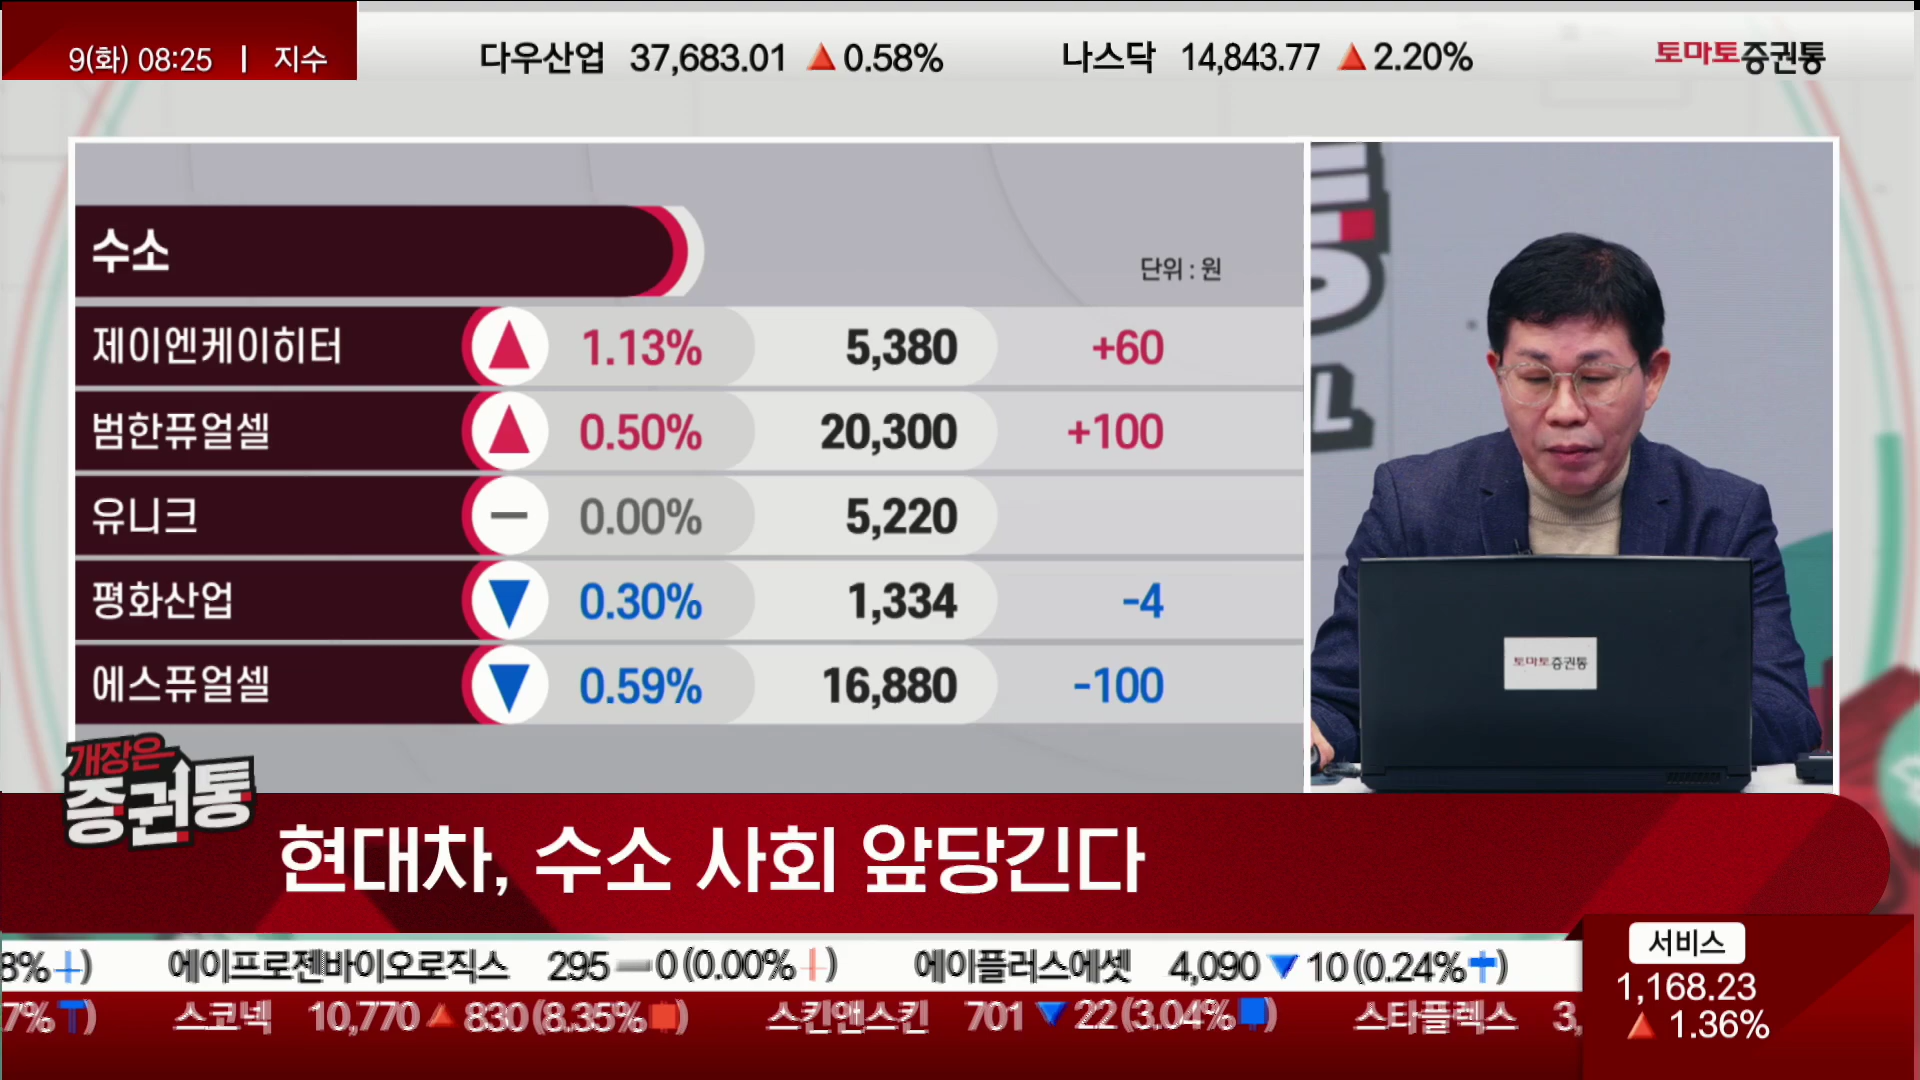 9(화) 08:25 | 지수
다우산업 37,683.01 ▲0.58%
나스닥 14,843.77 ▲2.20%
토마토증권통
수소
단위 : 원
제이엔케이히터 ▲ 1.13% 5,380 +60
범한퓨얼셀 ▲ 0.50% 20,300 +100
유니크 — 0.00% 5,220
평화산업 ▼ 0.30% 1,334 -4
에스퓨얼셀 ▼ 0.59% 16,880 -100
토마토증권통
개장은
증권통
현대차, 수소 사회 앞당긴다
8%+) 에이프로젠바이오로직스 295 0(0.00%+) 에이플러스에셋 4,090 ▼10(0.24%+)
7%) 스코넥 10,770 ▲830(8.35%) 스킨앤스킨 701 ▼22(3.04%) 스타플렉스 3,
서비스
1,168.23
▲ 1.36%